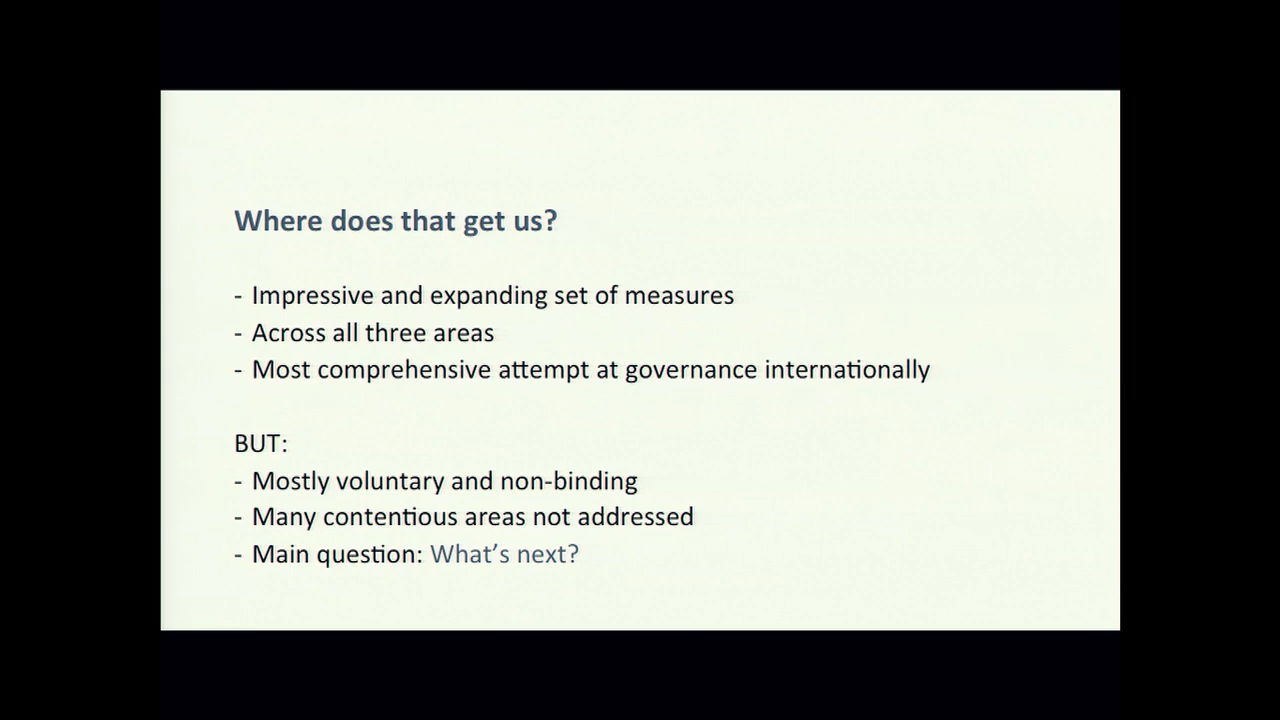 Where does that get us?
- Impressive and expanding set of measures
- Across all three areas
- Most comprehensive attempt at governance internationally
BUT:
- Mostly voluntary and non-binding
- Many contentious areas not addressed
- Main question: What’s next?